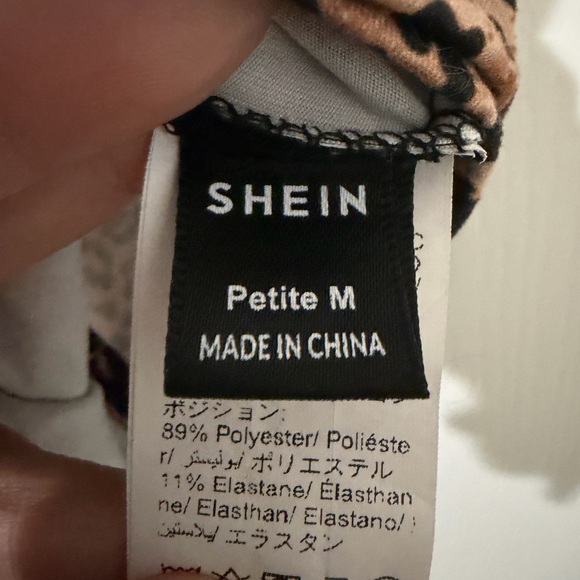 SHEIN
Petite M
MADE IN CHINA
ポジション:
89% Polyester/ Poliéste
r/ بوليستر/ ポリエステル
11% Elastane/ Élasthan
ne/ Elasthan/ Elastano/
إيلاستين/ エラスタン